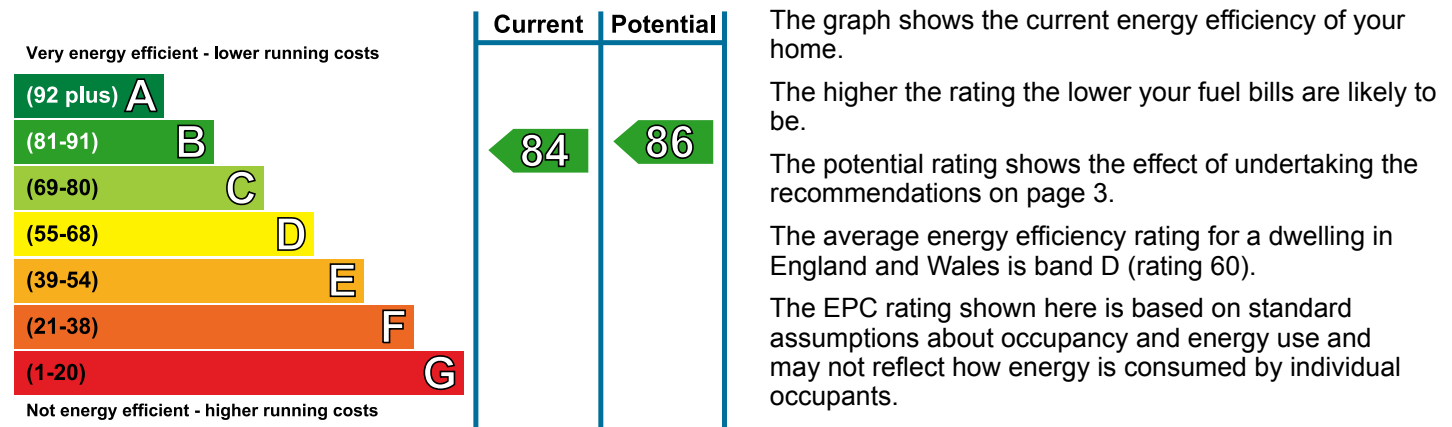 Current Potential
Very energy efficient - lower running costs
(92 plus) A
(81-91) B
(69-80) C
(55-68) D
(39-54) E
(21-38) F
(1-20) G
Not energy efficient - higher running costs
84
86
The graph shows the current energy efficiency of your
home.
The higher the rating the lower your fuel bills are likely to
be.
The potential rating shows the effect of undertaking the
recommendations on page 3.
The average energy efficiency rating for a dwelling in
England and Wales is band D (rating 60).
The EPC rating shown here is based on standard
assumptions about occupancy and energy use and
may not reflect how energy is consumed by individual
occupants.